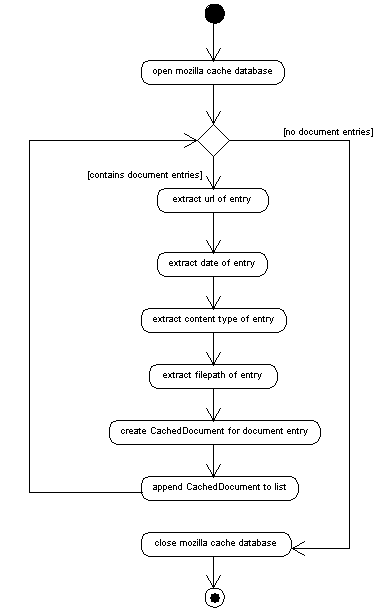 open mozilla cache database
[no document entries]
[contains document entries]
extract url of entry
extract date of entry
extract content type of entry
extract filepath of entry
create CachedDocument for document entry
append CachedDocument to list
close mozilla cache database